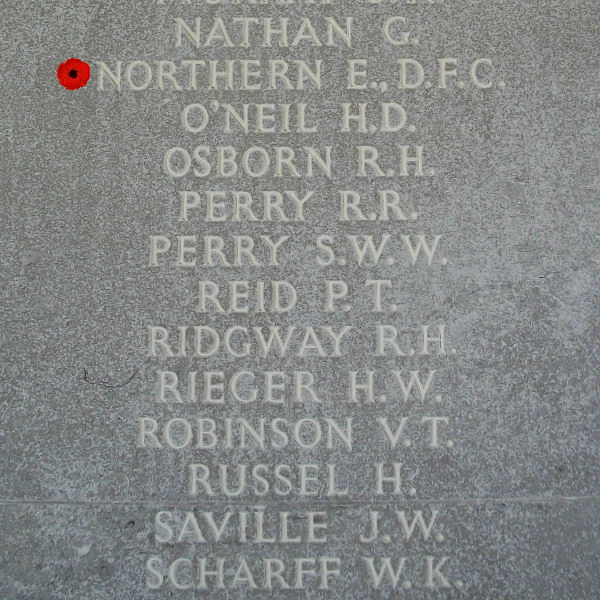 NATHAN G.
NORTHERN E., D.F.C.
O'NEIL H.D.
OSBORN R.H.
PERRY R.R.
PERRY S.W.W.
REID P.T.
RIDGWAY R.H.
RIEGER H.W.
ROBINSON V.T.
RUSSEL H.
SAVILLE J.W.
SCHARFF W.K.